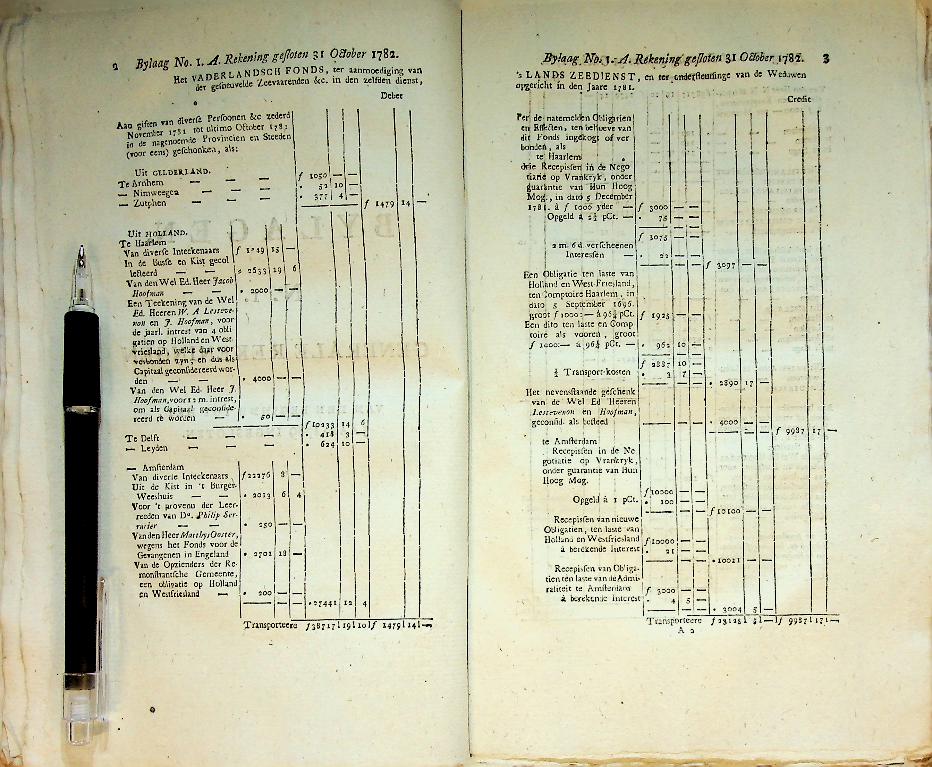 2 Bylaag No. 1. A. Rekening gesloten 31 October 1782.
Het VADERLANDSCH FONDS, ter aanmoediging van
der gesneuvelde Zeevaarenden &c. in den zelfden dienst,
Debet
Aan giften van diverse Persoonen &c zederd
November 1781 tot ultimo October 1782
in de nagenoemde Provincien en Steeden
(voor eens) geschonken, als:
Uit GELDERLAND.
Te Arnhem — — — ƒ 1050 — —
— Nimweegen — — — • 52 10 —
— Zutphen — — — • 377 4 —
ƒ 1479 14 —
Uit HOLLAND.
Te Haarlem
Van diverse Inteekenaars ƒ 1249 15 —
In de Busse en Kist gecol
lesteerd — — • 2633 19 6
Van den Wel Ed. Heer Jacob
Hoofman — — • 2000 — —
Een Teekening van de Wel
Ed. Heeren W. A Lesteve-
non en J. Hoofman, voor
de jaarl. intrest van 4 obli
gatien op Holland en West-
vriesland, welke daar voor
verbonden zyn, en dus als
Capitaal geconsidereerd wor-
den — — • 4000 — —
Van den Wel Ed. Heer J.
Hoofman, voor 12 m. intrest,
om als Capitaal geconside-
reerd te worden — • 50 — —
ƒ 10233 14 6
Te Delft — — — • 418 3 —
— Leyden — — — • 624 10 —
— Amsterdam
Van diverse Inteekenaars ƒ 22276 8 —
Uit de Kist in 't Burger-
Weeshuis — — • 2013 6 4
Voor 't provenu der Leer-
reeden van Ds. Philip Ser-
rurier — — • 250 — —
Van den Heer Matthys Ooster,
wegens het Fonds voor de
Gevangenen in Engeland — • 2701 18 —
Van de Opzienders der Re-
monstrantsche Gemeente,
een obligatie op Holland
en Westfriesland — • 200 — —
• 27441 12 4
Transporteere ƒ 38717 19 10 ƒ 1479 14 —
Bylaag No. 1. A. Rekening gesloten 31 October 1782. 3
's LANDS ZEEDIENST, en ter ondersteuninge van de Weduwen
opgericht in den Jaare 1781.
Credit
Per de natemelden Obligatien
en Effecten, ten behoeve van
dit Fonds ingekogt of ver
bonden, als
te Haarlem
drie Recepissen in de Nego
tiatie op Vrankryk, onder
guarantie van Hun Hoog
Mog., in dato 5 December
1781. à ƒ 1000 yder — ƒ 3000 — —
Opgeld à 2½ pCt. — • 75 — —
ƒ 3075 — —
2 m. 6 d. verscheenen
Interessen — • 22 — —
ƒ 3097 — —
Een Obligatie ten laste van
Holland en West-Friesland,
ten Comptoire Haarlem, in
dato 5 September 1696.
groot ƒ 2000:— à 96¼ pCt. ƒ 1925 — —
Een dito ten laste en Comp
toire als vooren, groot
ƒ 1000:— à 96¼ pCt. — • 962 10 —
ƒ 2887 10 —
Transport-kosten • 3 7 —
• 2890 17 —
Het nevenstaande geschenk
van de Wel Ed Heeren
Lestevenon en Hoofman,
geconsid. als besteed — — • 4000 — —
ƒ 9987 17 —
te Amsterdam
Recepissen in de Ne
gotiatie op Vrankryk,
onder guarantie van Hun
Hoog Mog. ƒ 10000 — —
Opgeld à 1 pCt. • 100 — —
ƒ 10100 — —
Recepissen van nieuwe
Obligatien, ten laste van
Holland en Westfriesland ƒ 10000 — —
à berekende Interest • 21 — —
• 10021 — —
Recepissen van Obliga-
tien ten laste van de Admi-
raliteit te Amsterdam ƒ 3000 — —
à berekende Interest • 4 5 —
• 3004 5 —
Transporteere ƒ 23125 5 — ƒ 9987 17 —
A 2